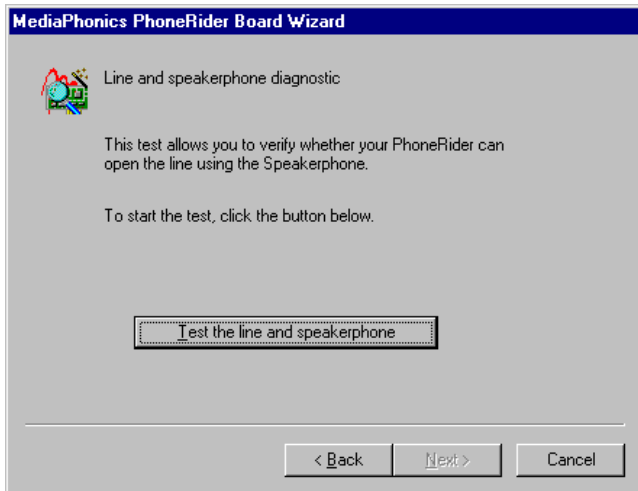 MediaPhonics PhoneRider Board Wizard
Line and speakerphone diagnostic
This test allows you to verify whether your PhoneRider can
open the line using the Speakerphone.
To start the test, click the button below.
Test the line and speakerphone
< Back
Next >
Cancel